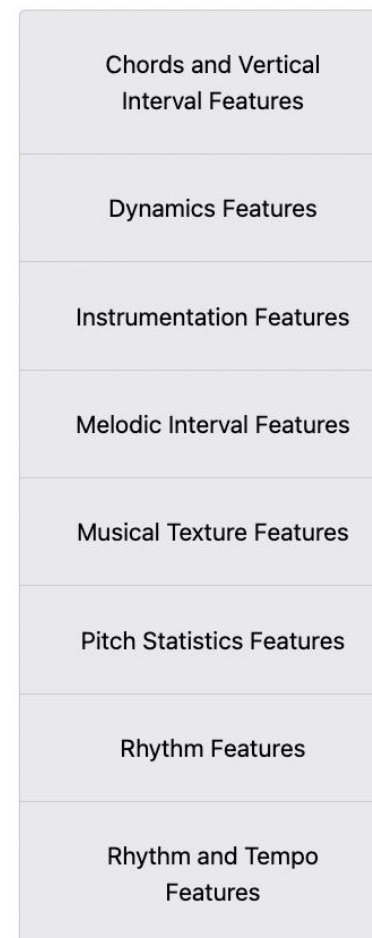 Chords and Vertical
Interval Features
Dynamics Features
Instrumentation Features
Melodic Interval Features
Musical Texture Features
Pitch Statistics Features
Rhythm Features
Rhythm and Tempo
Features